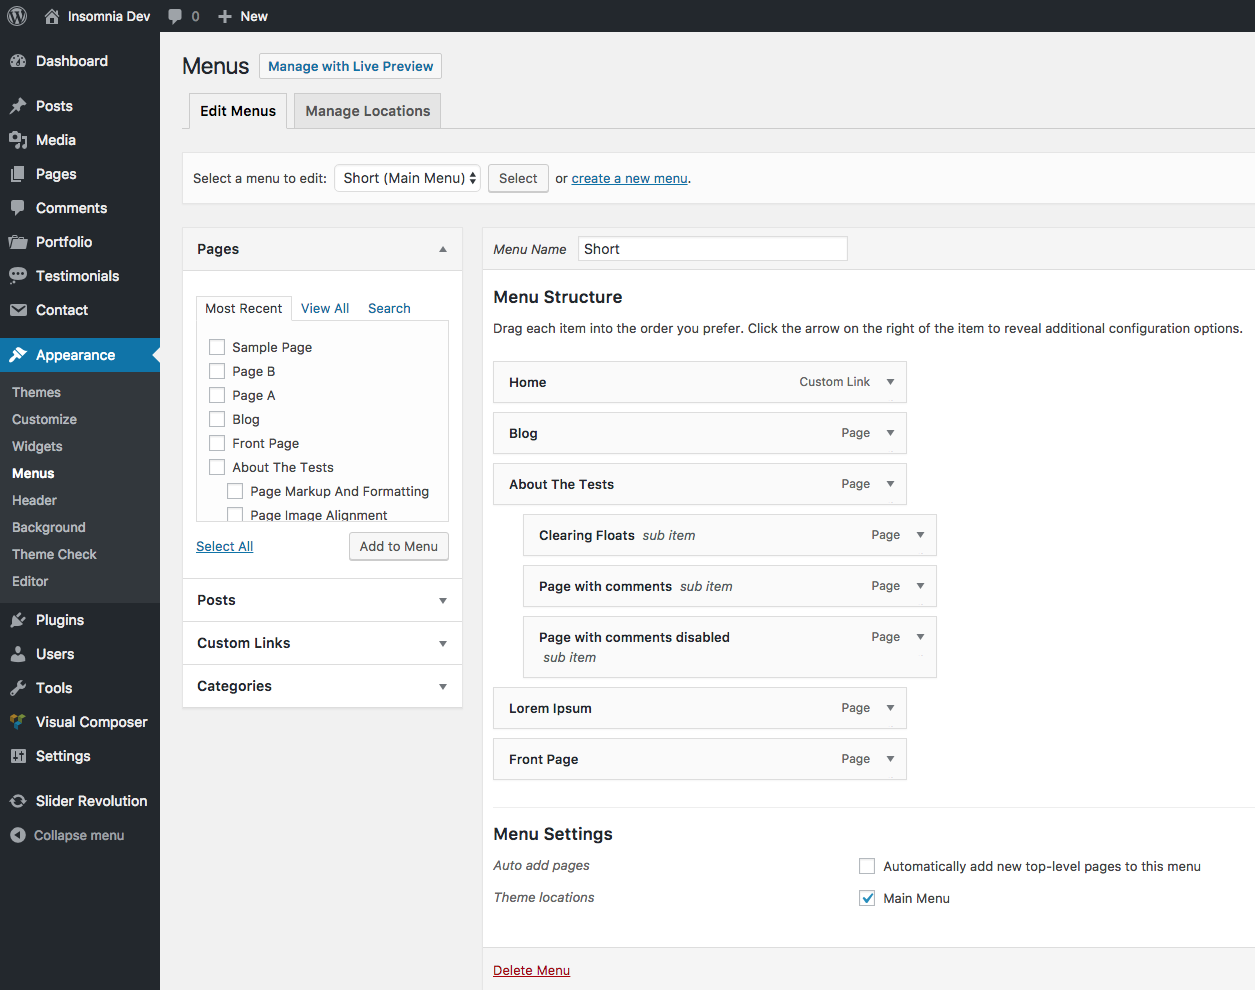 Insomnia Dev 0 New
Dashboard
Posts
Media
Pages
Comments
Portfolio
Testimonials
Contact
Appearance
Themes
Customize
Widgets
Menus
Header
Background
Theme Check
Editor
Plugins
Users
Tools
Visual Composer
Settings
Slider Revolution
Collapse menu
Menus Manage with Live Preview
Edit Menus Manage Locations
Select a menu to edit: Short (Main Menu) Select or create a new menu.
Pages
Most Recent View All Search
Sample Page
Page B
Page A
Blog
Front Page
About The Tests
Page Markup And Formatting
Page Image Alignment
Select All Add to Menu
Posts
Custom Links
Categories
Menu Name Short
Menu Structure
Drag each item into the order you prefer. Click the arrow on the right of the item to reveal additional configuration options.
Home Custom Link
Blog Page
About The Tests Page
Clearing Floats sub item Page
Page with comments sub item Page
Page with comments disabled Page
sub item
Lorem Ipsum Page
Front Page Page
Menu Settings
Auto add pages Automatically add new top-level pages to this menu
Theme locations Main Menu
Delete Menu